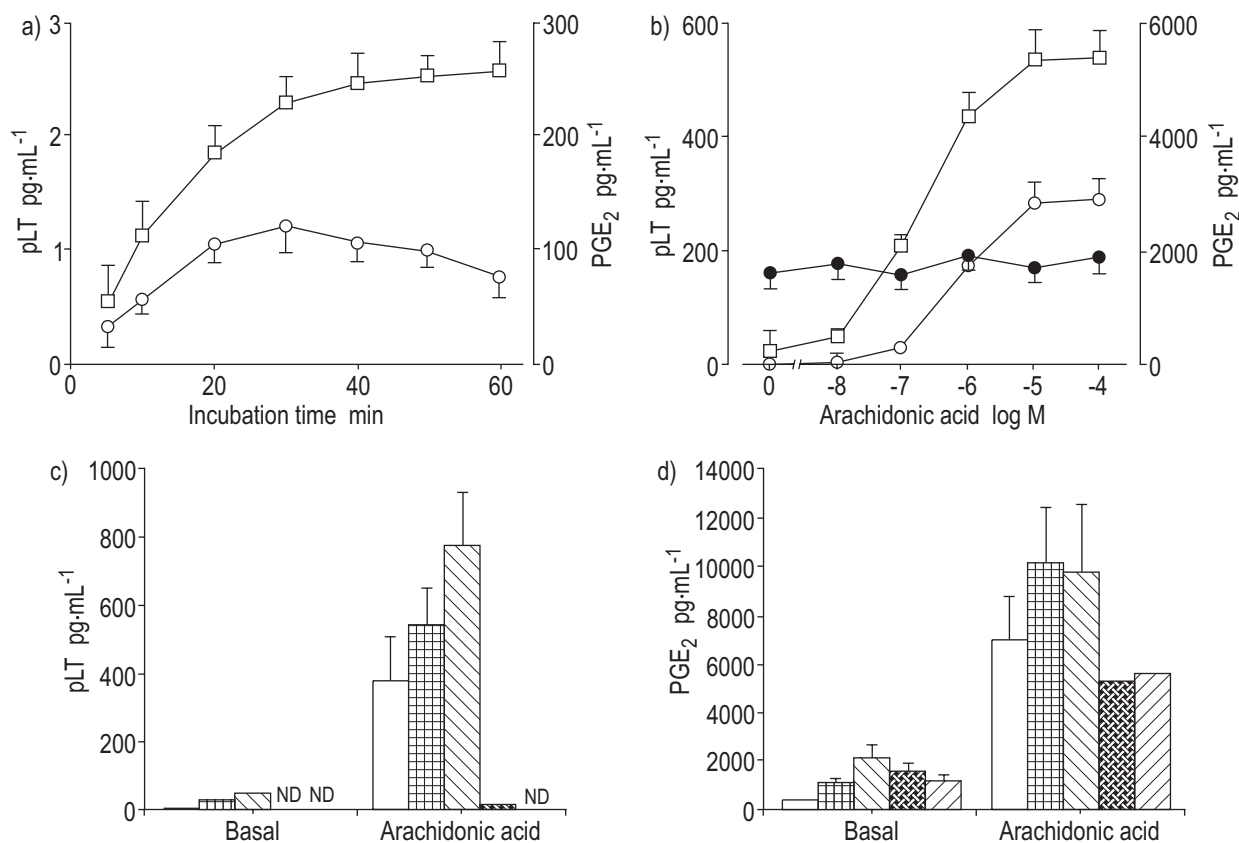 a)
3
2
1
0
pLT pg·mL-1
300
200
100
0
PGE2 pg·mL-1
0
20
40
60
Incubation time min
b)
600
400
200
0
pLT pg·mL-1
6000
4000
2000
0
PGE2 pg·mL-1
0
-8
-7
-6
-5
-4
Arachidonic acid log M
c)
1000
800
600
400
200
0
pLT pg·mL-1
ND ND
ND
Basal
Arachidonic acid
d)
14000
12000
10000
8000
6000
4000
2000
0
PGE2 pg·mL-1
Basal
Arachidonic acid